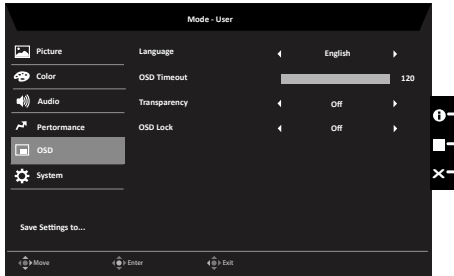 Mode - User
Picture
Language
English
Color
OSD Timeout
120
Audio
Transparency
Off
Pertormance
OSD Lock
Off
OSD
System
Save Settings to...
Move
Enter
Exit